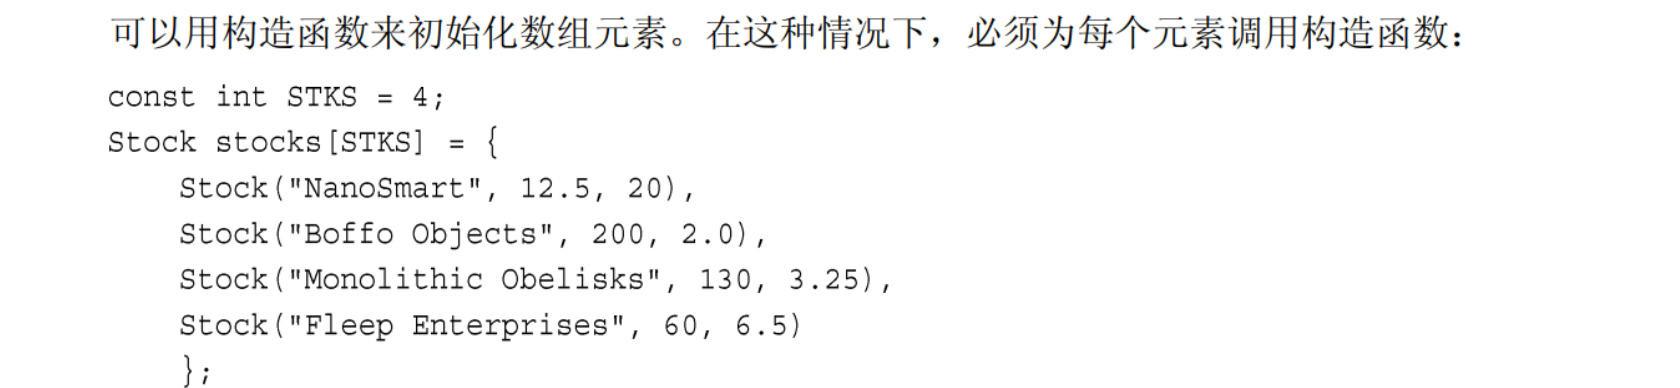 可以用构造函数来初始化数组元素。在这种情况下，必须为每个元素调用构造函数：
const int STKS = 4;
Stock stocks[STKS] = {
    Stock("NanoSmart", 12.5, 20),
    Stock("Boffo Objects", 200, 2.0),
    Stock("Monolithic Obelisks", 130, 3.25),
    Stock("Fleep Enterprises", 60, 6.5)
    };